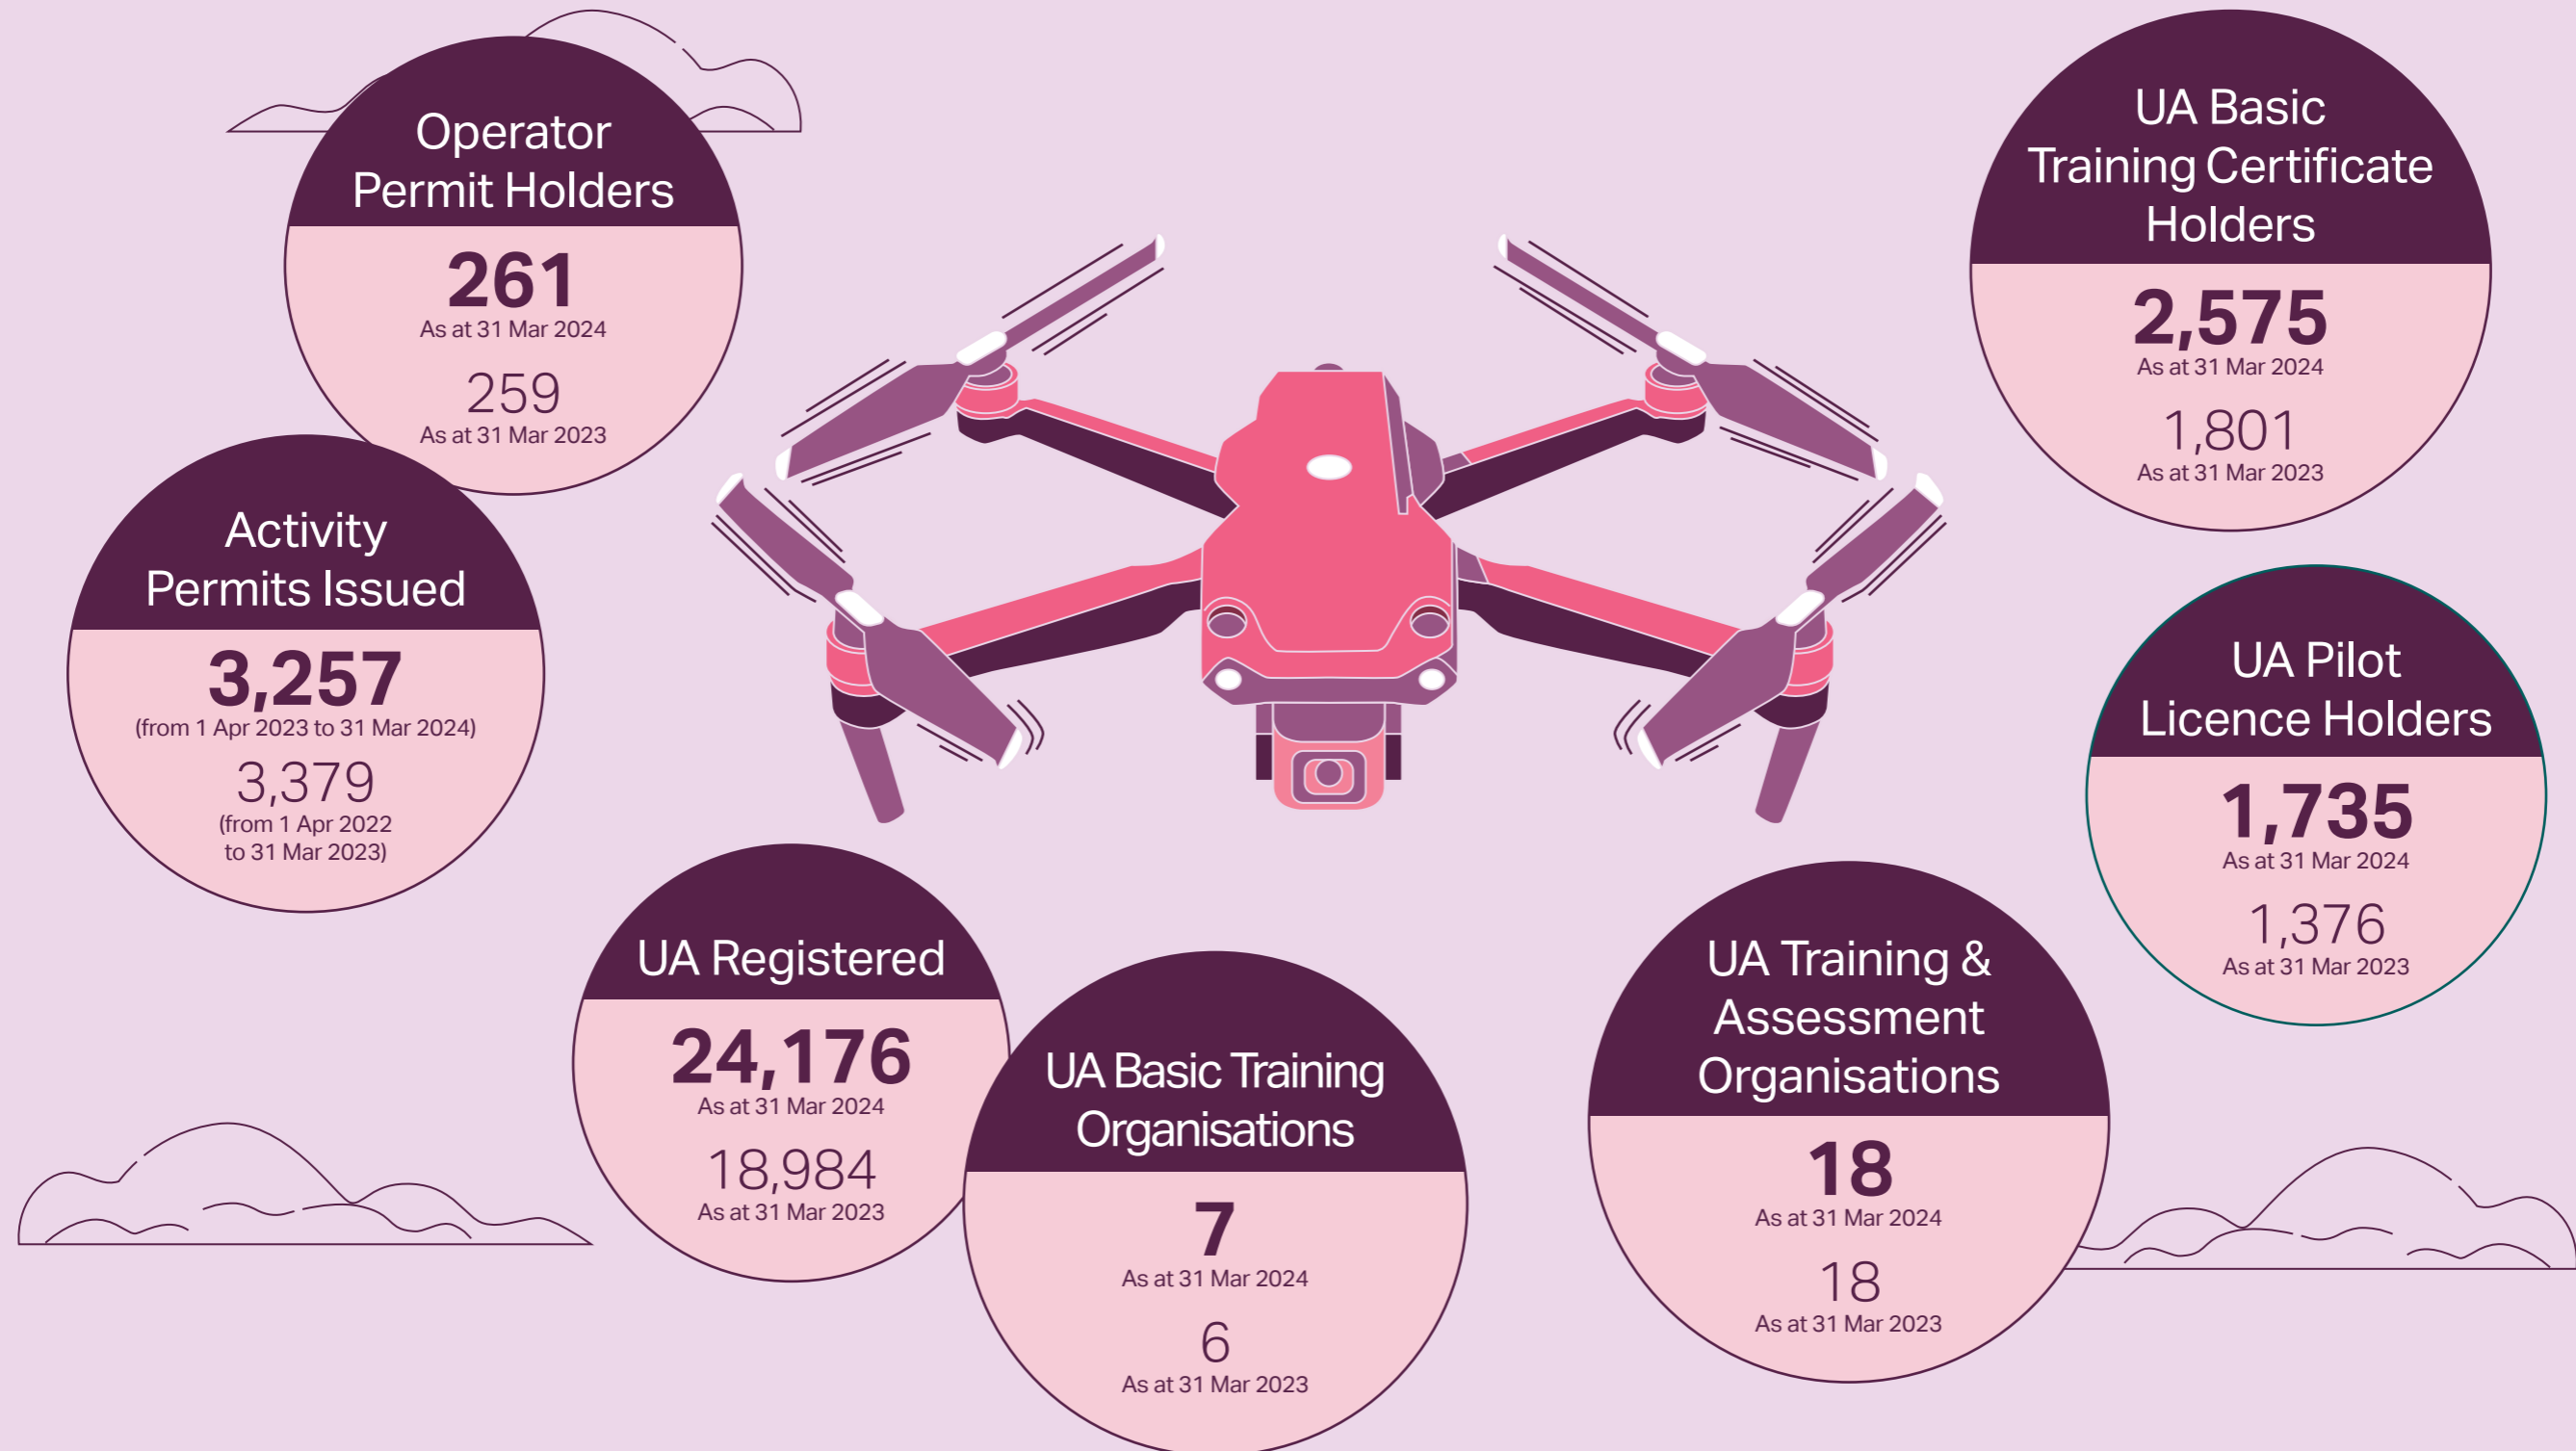 Operator
Permit Holders
261
As at 31 Mar 2024
259
As at 31 Mar 2023
Activity
Permits Issued
3,257
(from 1 Apr 2023 to 31 Mar 2024)
3,379
(from 1 Apr 2022
to 31 Mar 2023)
UA Registered
24,176
As at 31 Mar 2024
18,984
As at 31 Mar 2023
UA Basic Training
Organisations
7
As at 31 Mar 2024
6
As at 31 Mar 2023
UA Training &
Assessment
Organisations
18
As at 31 Mar 2024
18
As at 31 Mar 2023
UA Pilot
Licence Holders
1,735
As at 31 Mar 2024
1,376
As at 31 Mar 2023
UA Basic
Training Certificate
Holders
2,575
As at 31 Mar 2024
1,801
As at 31 Mar 2023